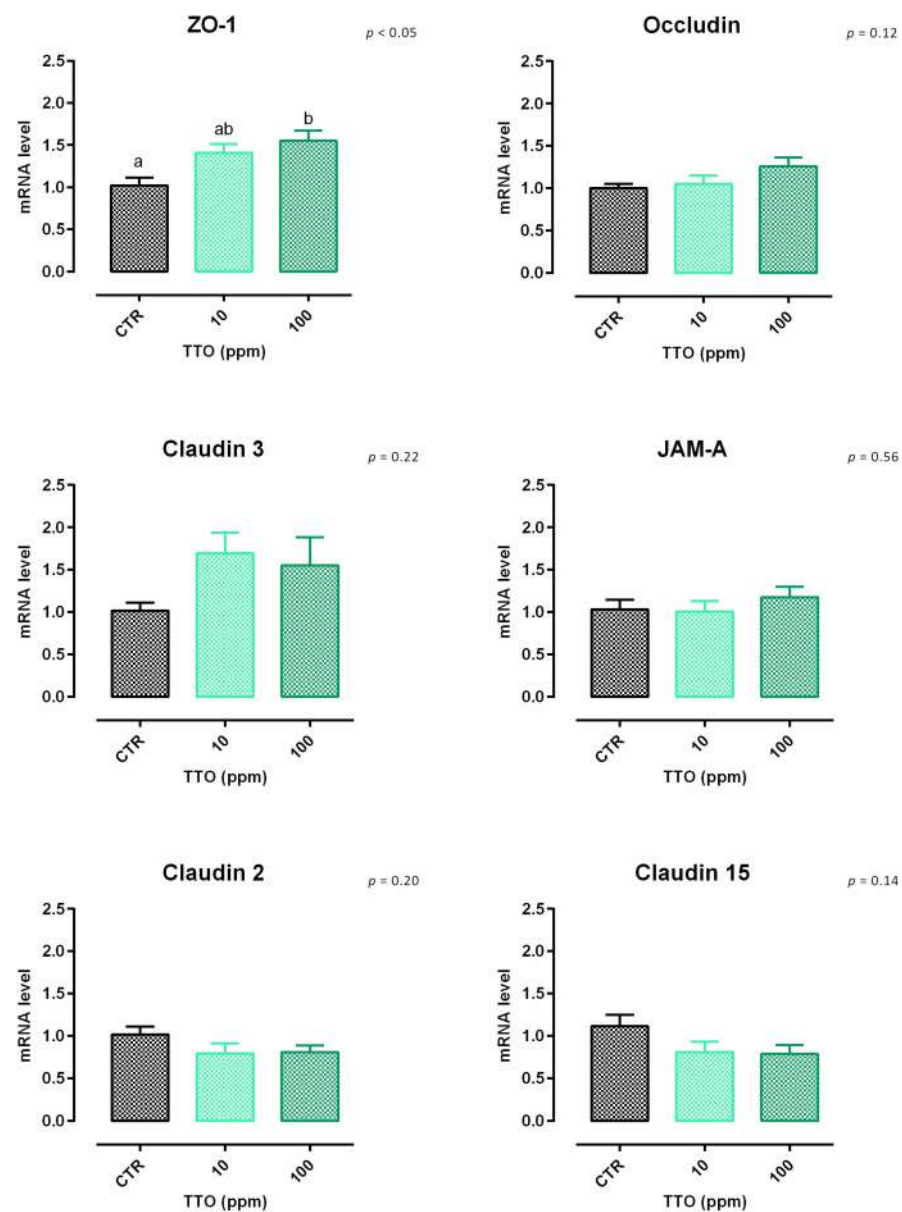 ZO-1
p < 0.05
2.5
2.0
1.5
1.0
0.5
0.0
mRNA level
a
ab
b
CTR
10
100
TTO (ppm)
Occludin
p = 0.12
2.5
2.0
1.5
1.0
0.5
0.0
mRNA level
CTR
10
100
TTO (ppm)
Claudin 3
p = 0.22
2.5
2.0
1.5
1.0
0.5
0.0
mRNA level
CTR
10
100
TTO (ppm)
JAM-A
p = 0.56
2.5
2.0
1.5
1.0
0.5
0.0
mRNA level
CTR
10
100
TTO (ppm)
Claudin 2
p = 0.20
2.5
2.0
1.5
1.0
0.5
0.0
mRNA level
CTR
10
100
TTO (ppm)
Claudin 15
p = 0.14
2.5
2.0
1.5
1.0
0.5
0.0
mRNA level
CTR
10
100
TTO (ppm)